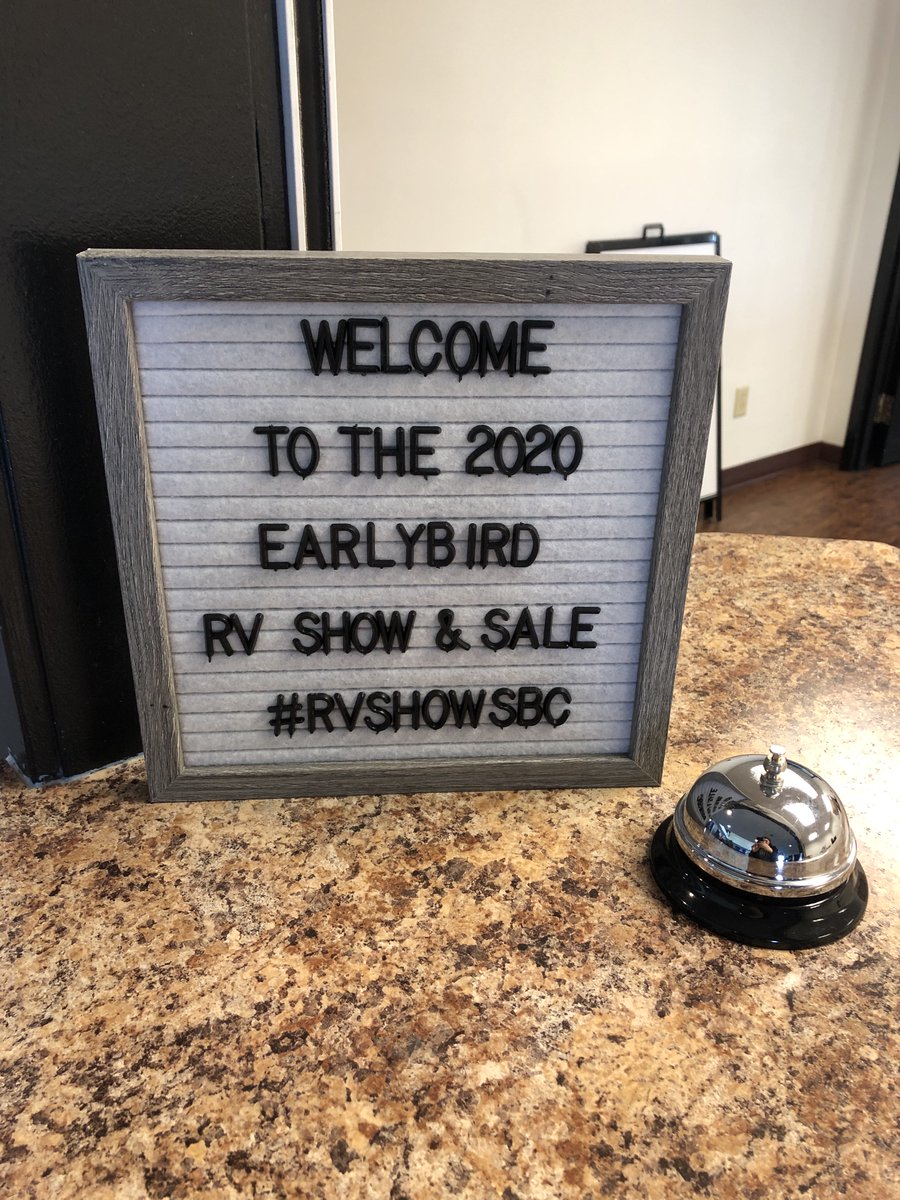 WELCOME
TO THE 2020
EARLYBIRD
RV SHOW & SALE
#RVSHOWSBC